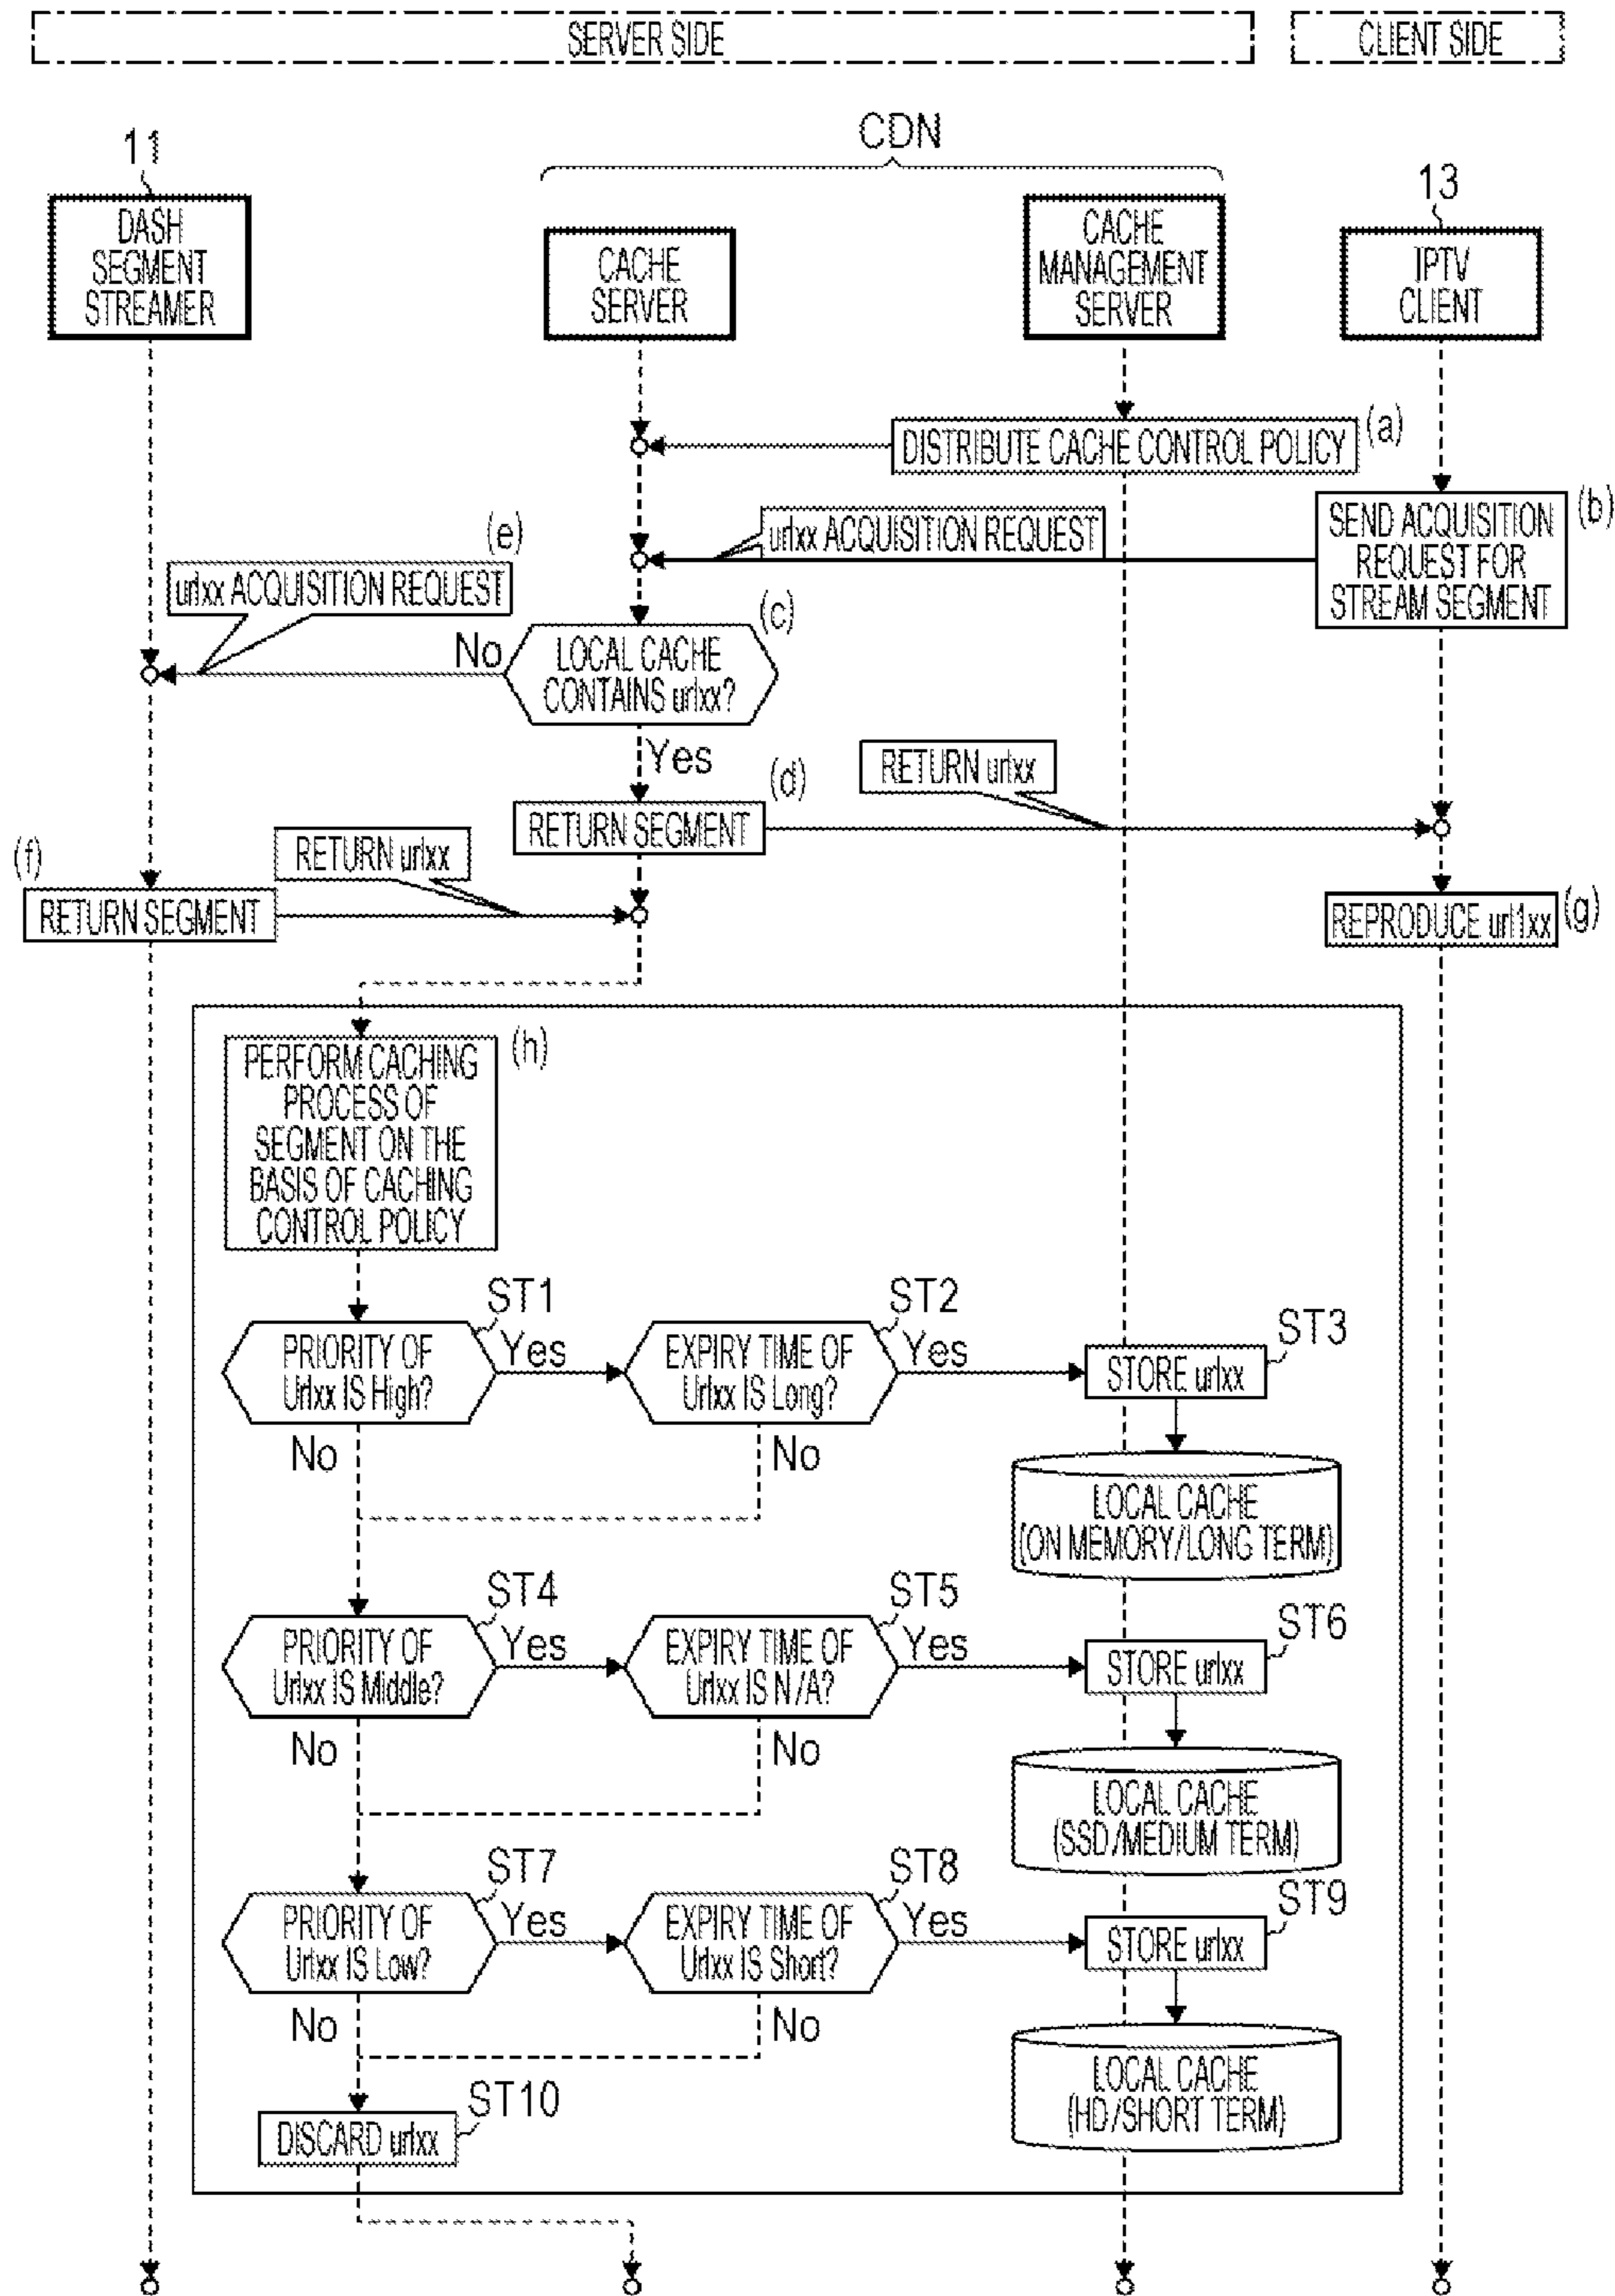 SERVER SIDE
CLIENT SIDE
CDN
11
13
DASH
SEGMENT
STREAMER
CACHE
SERVER
CACHE
MANAGEMENT
SERVER
IPTV
CLIENT
DISTRIBUTE CACHE CONTROL POLICY
(a)
SEND ACQUISITION
REQUEST FOR
STREAM SEGMENT
(b)
urlxx ACQUISITION REQUEST
(e)
urlxx ACQUISITION REQUEST
(c)
No
LOCAL CACHE
CONTAINS urlxx?
Yes
(d)
RETURN SEGMENT
RETURN urlxx
(f)
RETURN SEGMENT
RETURN urlxx
REPRODUCE url1xx
(g)
PERFORM CACHING
PROCESS OF
SEGMENT ON THE
BASIS OF CACHING
CONTROL POLICY
(h)
ST1
PRIORITY OF
Urlxx IS High?
Yes
No
ST2
EXPIRY TIME OF
Urlxx IS Long?
Yes
No
ST3
STORE urlxx
LOCAL CACHE
(ON MEMORY/LONG TERM)
ST4
PRIORITY OF
Urlxx IS Middle?
Yes
No
ST5
EXPIRY TIME OF
Urlxx IS N/A?
Yes
No
ST6
STORE urlxx
LOCAL CACHE
(SSD/MEDIUM TERM)
ST7
PRIORITY OF
Urlxx IS Low?
Yes
No
ST8
EXPIRY TIME OF
Urlxx IS Short?
Yes
No
ST9
STORE urlxx
LOCAL CACHE
(HD/SHORT TERM)
ST10
DISCARD urlxx